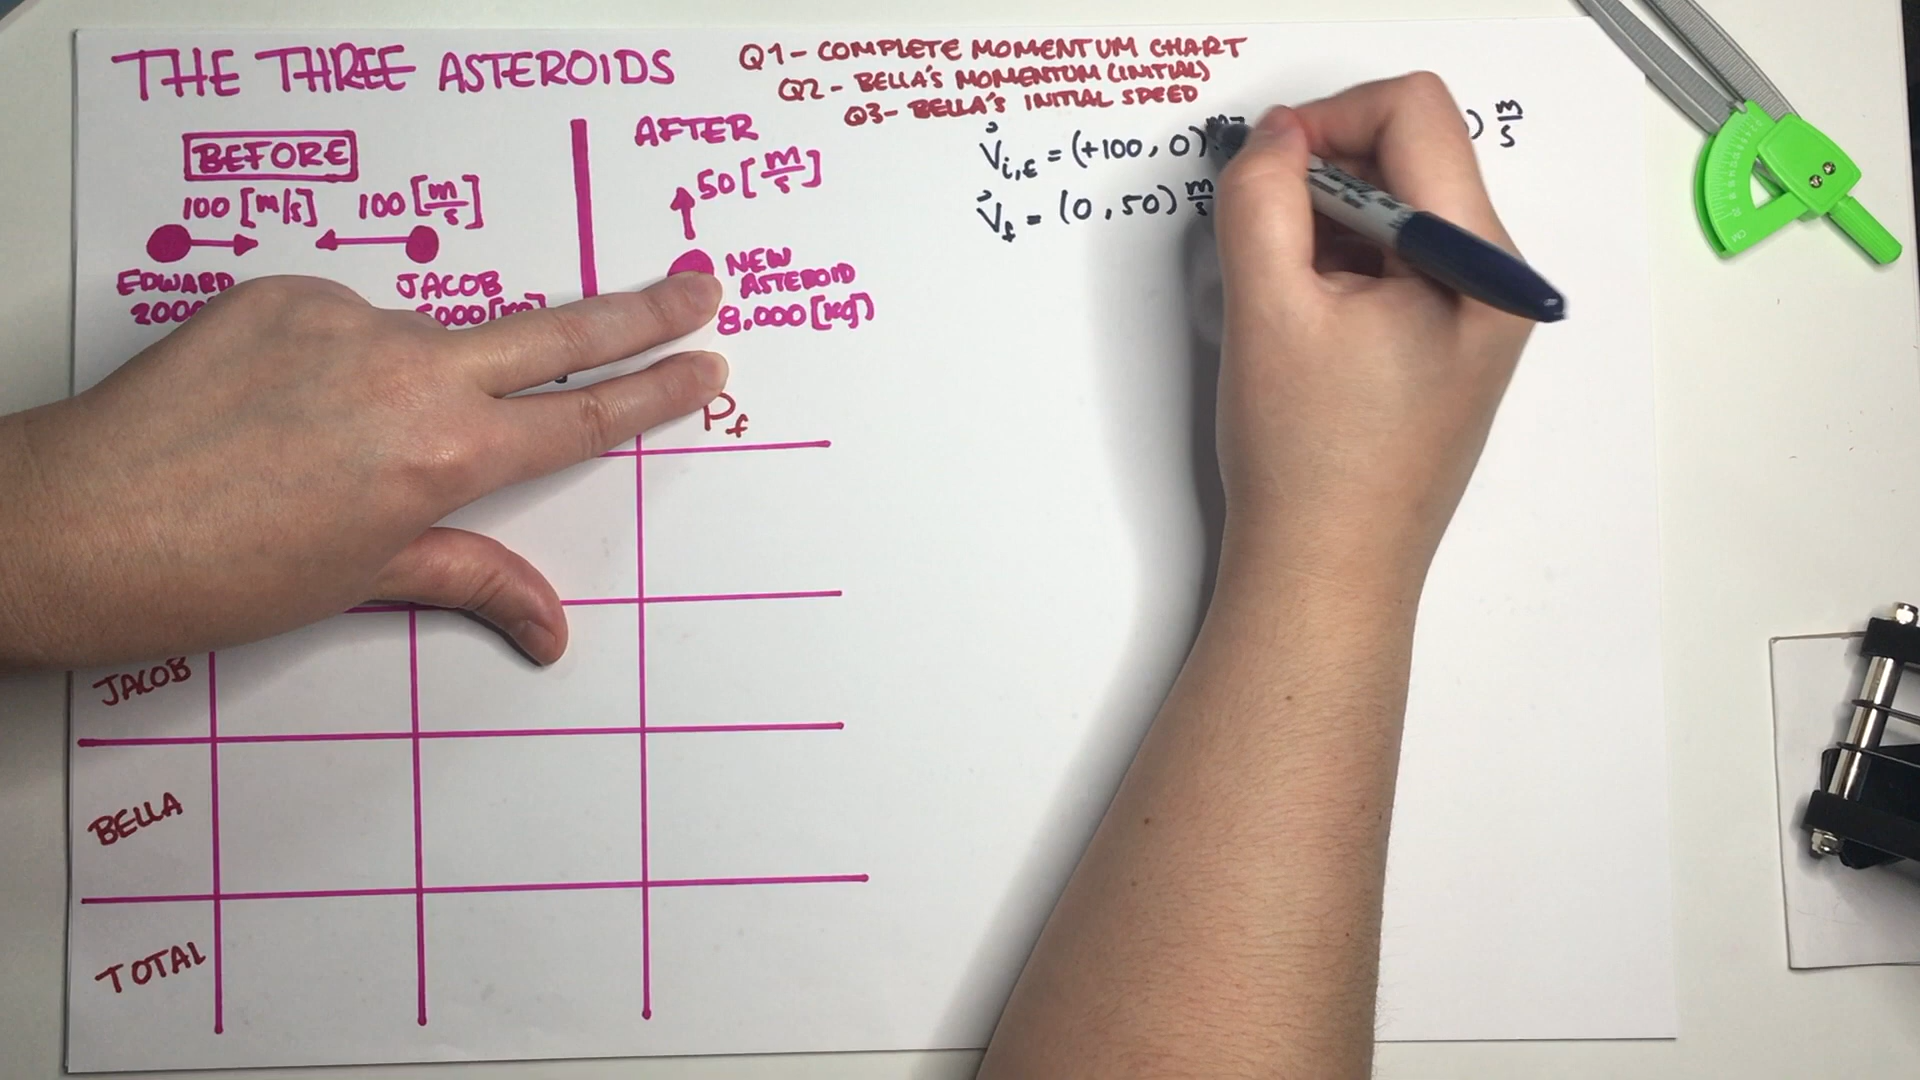 THE THREE ASTEROIDS
Q1 - COMPLETE MOMENTUM CHART
Q2 - BELLA'S MOMENTUM (INITIAL)
Q3 - BELLA'S INITIAL SPEED
BEFORE
100 [m/s]
100 [m/s]
EDWARD
JACOB
AFTER
50 [m/s]
NEW
ASTEROID
8,000 [kg]
V⃗i,E = (+100, 0)
) m/s
V⃗f = (0, 50) m/s
Pf
JACOB
BELLA
TOTAL
CM